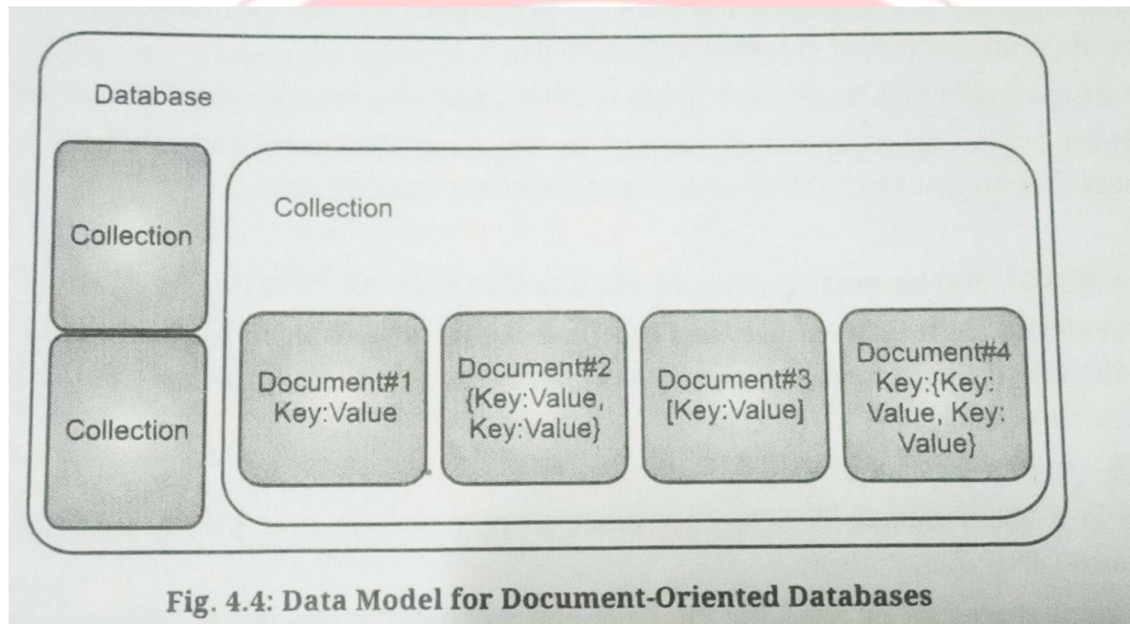 Database
Collection
Collection
Collection
Document#1
Key:Value
Document#2
{Key:Value,
Key:Value}
Document#3
[Key:Value]
Document#4
Key:{Key:
Value, Key:
Value}
Fig. 4.4: Data Model for Document-Oriented Databases